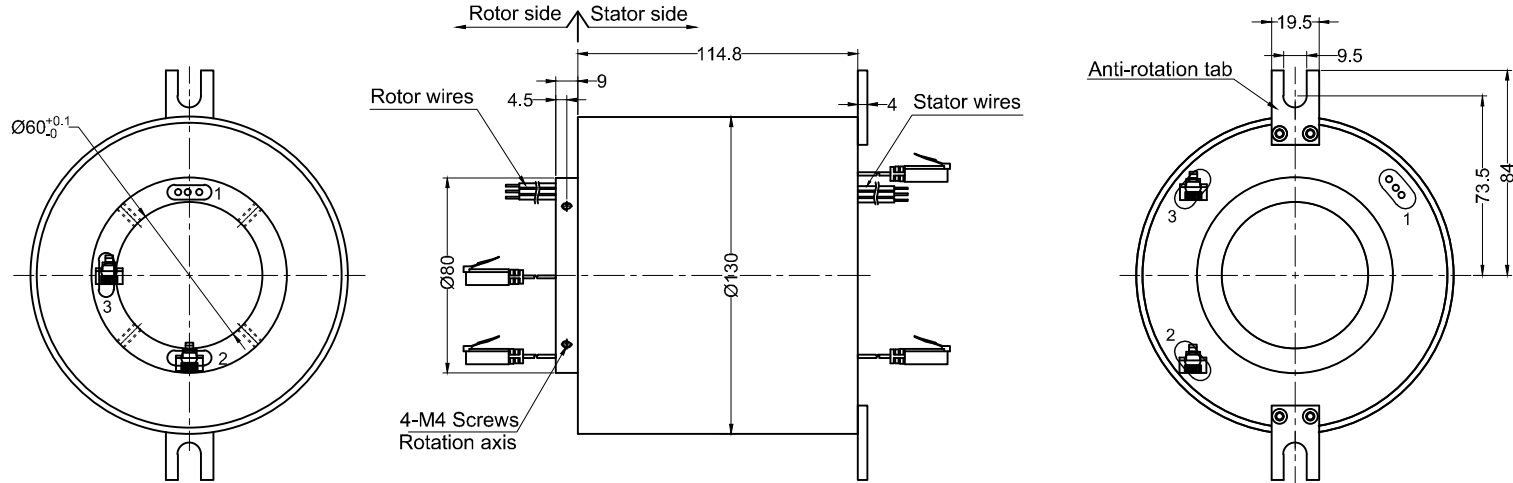 Ø60+0.1-0
1
3
2
Rotor side
Stator side
114.8
9
4.5
Rotor wires
4
Stator wires
Ø80
Ø130
4-M4 Screws
Rotation axis
19.5
9.5
Anti-rotation tab
73.5
84
3
1
2